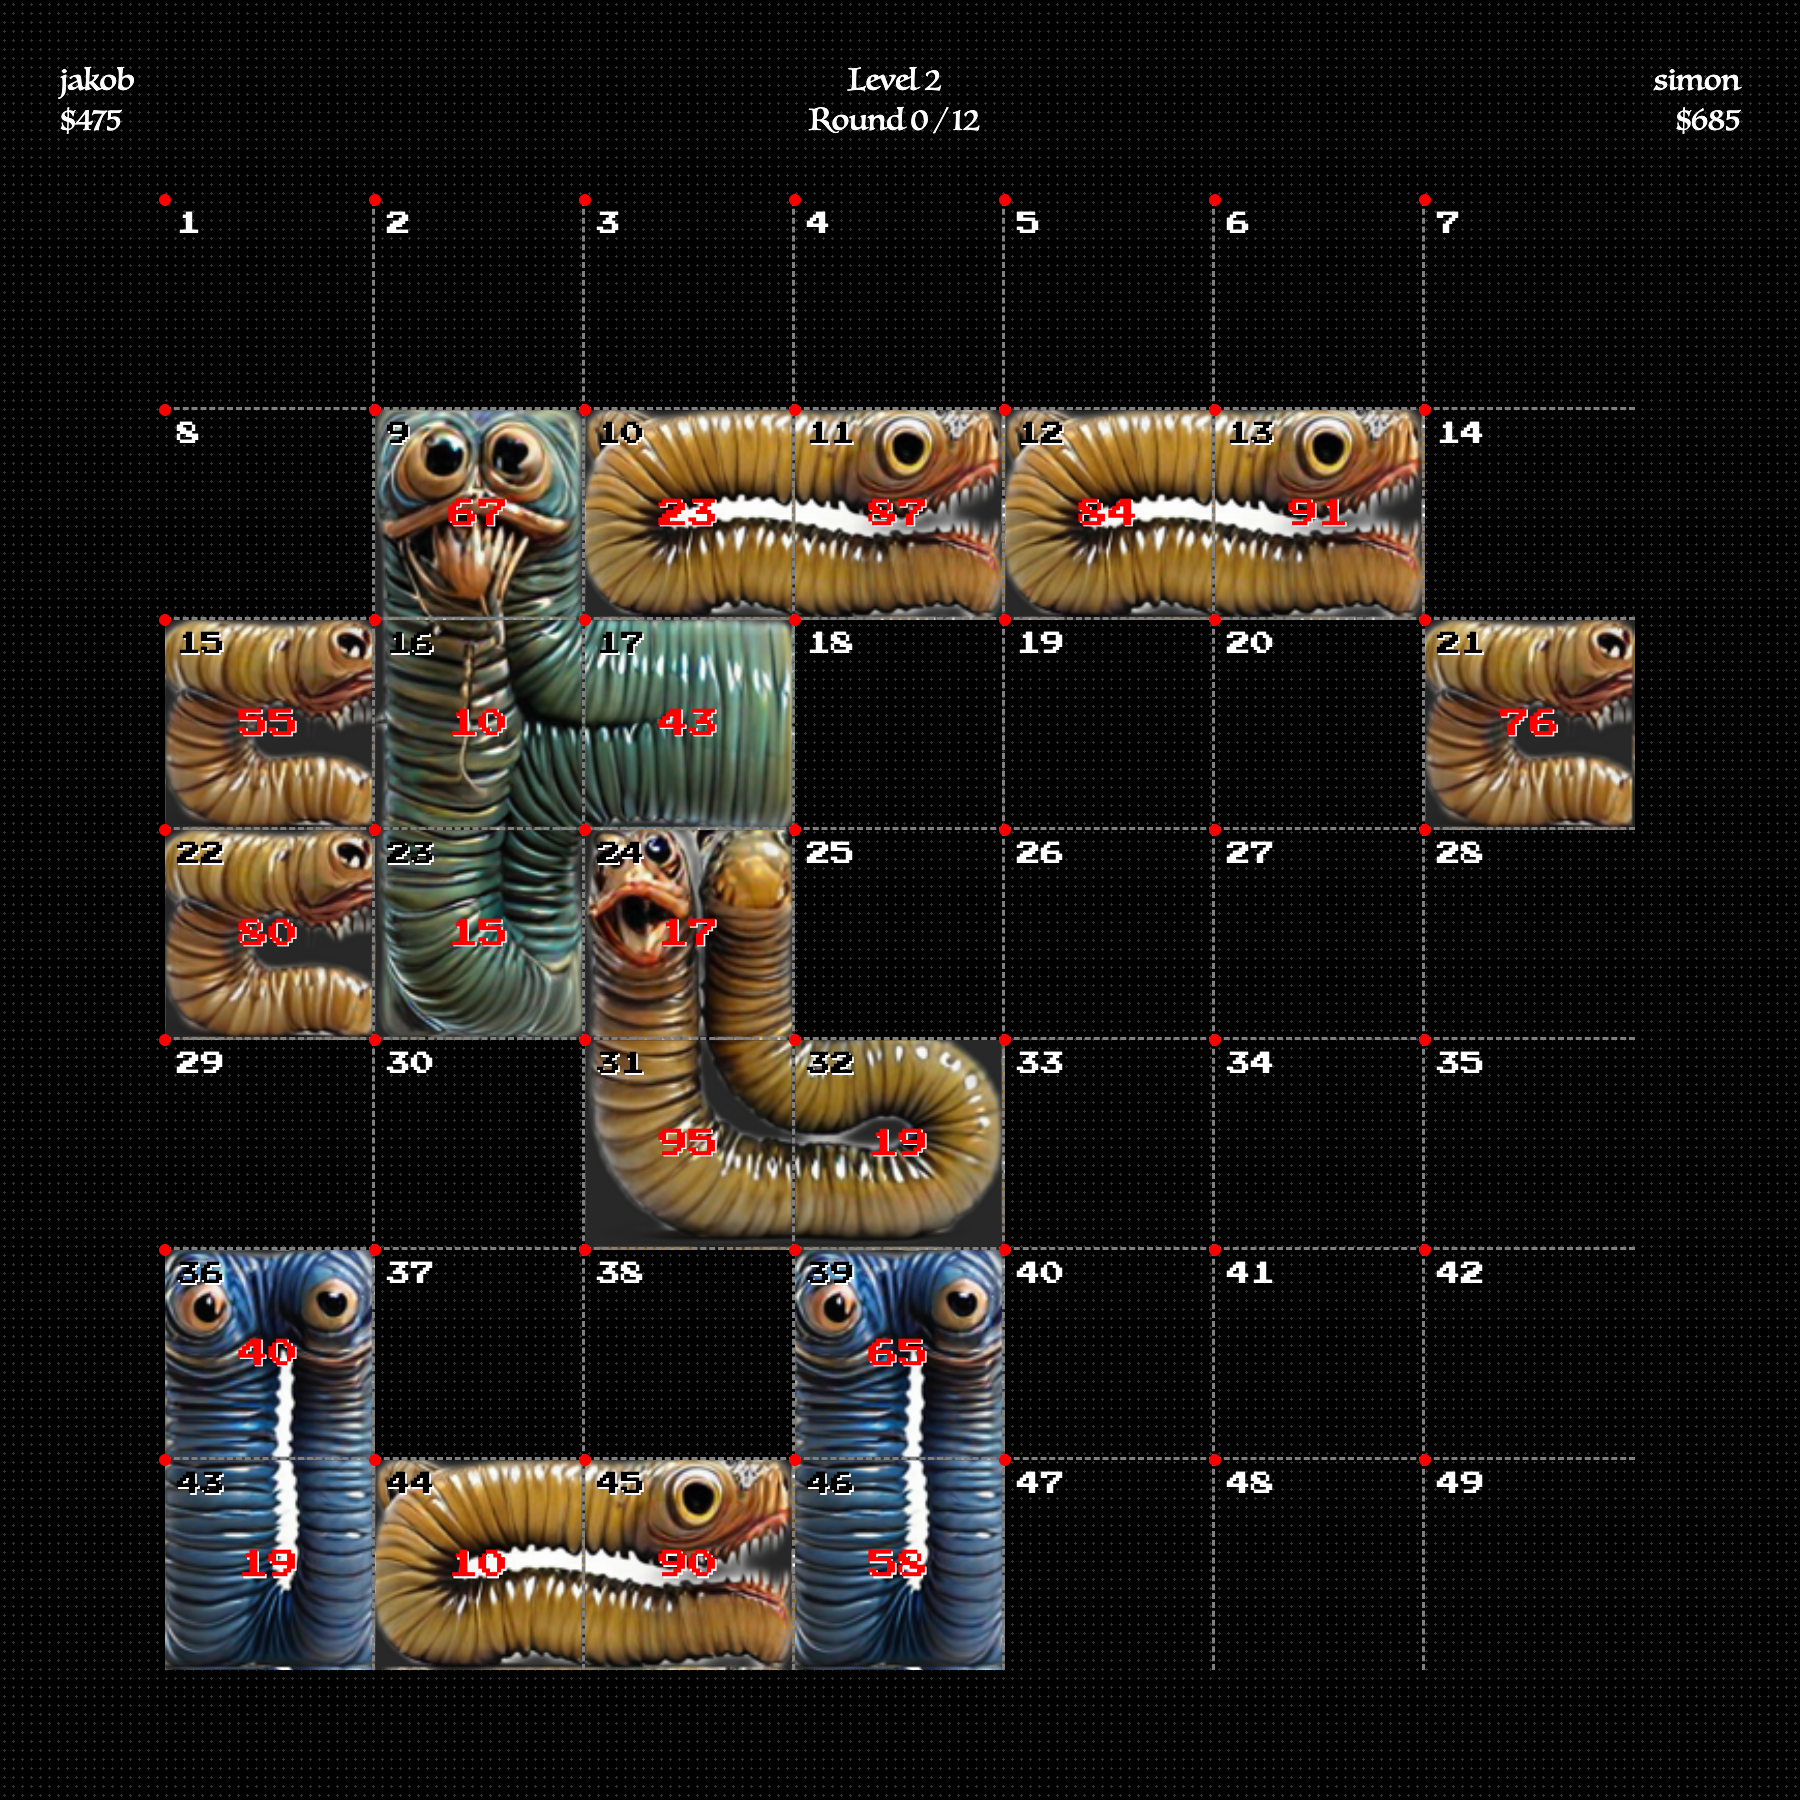 jakob
$475
Level 2
Round 0 / 12
simon
$685
1 2 3 4 5 6 7
8 9 10 11 12 13 14
67 23 87 84 91
15 16 17 18 19 20 21
55 10 43 76
22 23 24 25 26 27 28
80 15 17
29 30 31 32 33 34 35
95 19
36 37 38 39 40 41 42
40 65
43 44 45 46 47 48 49
19 10 90 58